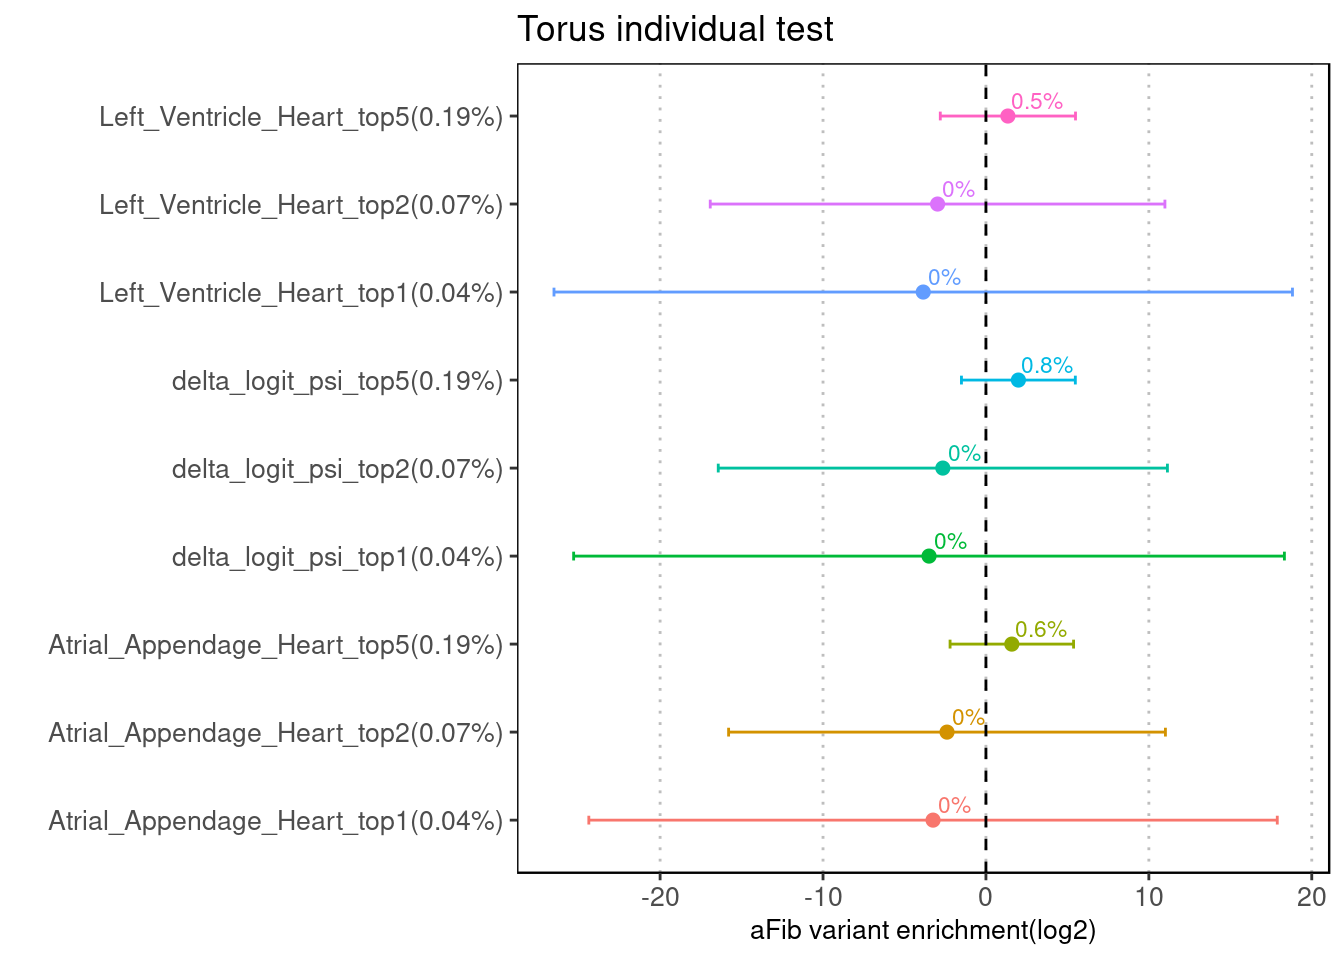 Torus individual test
Left_Ventricle_Heart_top5(0.19%)
0.5%
Left_Ventricle_Heart_top2(0.07%)
0%
Left_Ventricle_Heart_top1(0.04%)
0%
delta_logit_psi_top5(0.19%)
0.8%
delta_logit_psi_top2(0.07%)
0%
delta_logit_psi_top1(0.04%)
0%
Atrial_Appendage_Heart_top5(0.19%)
0.6%
Atrial_Appendage_Heart_top2(0.07%)
0%
Atrial_Appendage_Heart_top1(0.04%)
0%
-20 -10 0 10 20
aFib variant enrichment(log2)